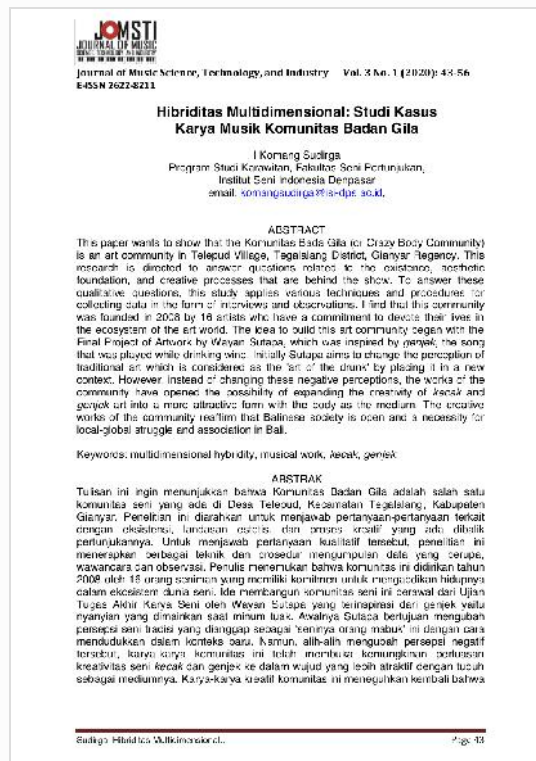 JOMSTI
JOURNAL OF MUSIC
SCIENCE, TECHNOLOGY AND INDUSTRY
Journal of Music Science, Technology, and Industry Vol. 3 No. 1 (2020): 43-56
E-ISSN 2622-8211
Hibriditas Multidimensional: Studi Kasus
Karya Musik Komunitas Badan Gila
I Komang Sudirga
Program Studi Karawitan, Fakultas Seni Pertunjukan,
Institut Seni Indonesia Denpasar
email. komangsudirga@isi-dps.ac.id,
ABSTRACT
This paper wants to show that the Komunitas Bada Gila (or Crazy Body Community)
is an art community in Telepud Village, Tegalalang District, Gianyar Regency. This
research is directed to answer questions related to the existence, aesthetic
foundation, and creative processes that are behind the show. To answer these
qualitative questions, this study applies various techniques and procedures for
collecting data in the form of interviews and observations. I find that this community
was founded in 2008 by 16 artists who have a commitment to devote their lives in
the ecosystem of the art world. The idea to build this art community began with the
Final Project of Artwork by Wayan Sutapa, which was inspired by genjek, the song
that was played while drinking wine. Initially Sutapa aims to change the perception of
traditional art which is considered as the 'art of the drunk' by placing it in a new
context. However, instead of changing these negative perceptions, the works of the
community have opened the possibility of expanding the creativity of kecak and
genjek art into a more attractive form with the body as the medium. The creative
works of the community reaffirm that Balinese society is open and a necessity for
local-global struggle and association in Bali.
Keywords: multidimensional hybridity, musical work, kecak, genjek
ABSTRAK
Tulisan ini ingin menunjukkan bahwa Komunitas Badan Gila adalah salah satu
komunitas seni yang ada di Desa Telepud, Kecamatan Tegalalang, Kabupaten
Gianyar. Penelitian ini diarahkan untuk menjawab pertanyaan-pertanyaan terkait
dengan eksistensi, landasan estetis, dan proses kreatif yang ada dibalik
pertunjukannya. Untuk menjawab pertanyaan kualitatif tersebut, penelitian ini
menerapkan berbagai teknik dan prosedur mengumpulan data yang berupa,
wawancara dan observasi. Penulis menemukan bahwa komunitas ini didirikan tahun
2008 oleh 16 orang seniman yang memiliki komitmen untuk mengabdikan hidupnya
dalam ekosistem dunia seni. Ide membangun komunitas seni ini berawal dari Ujian
Tugas Akhir Karya Seni oleh Wayan Sutapa yang terinspirasi dari genjek yaitu
nyanyian yang dimainkan saat minum tuak. Awalnya Sutapa bertujuan mengubah
persepsi seni tradisi yang dianggap sebagai 'seninya orang mabuk' ini dengan cara
mendudukkan dalam konteks baru. Namun, alih-alih mengubah persepsi negatif
tersebut, karya-karya komunitas ini telah membuka kemungkinan perluasan
kreativitas seni kecak dan genjek ke dalam wujud yang lebih atraktif dengan tubuh
sebagai mediumnya. Karya-karya kreatif komunitas ini meneguhkan kembali bahwa
Sudirga, Hibriditas Multidimensional..
Page 43